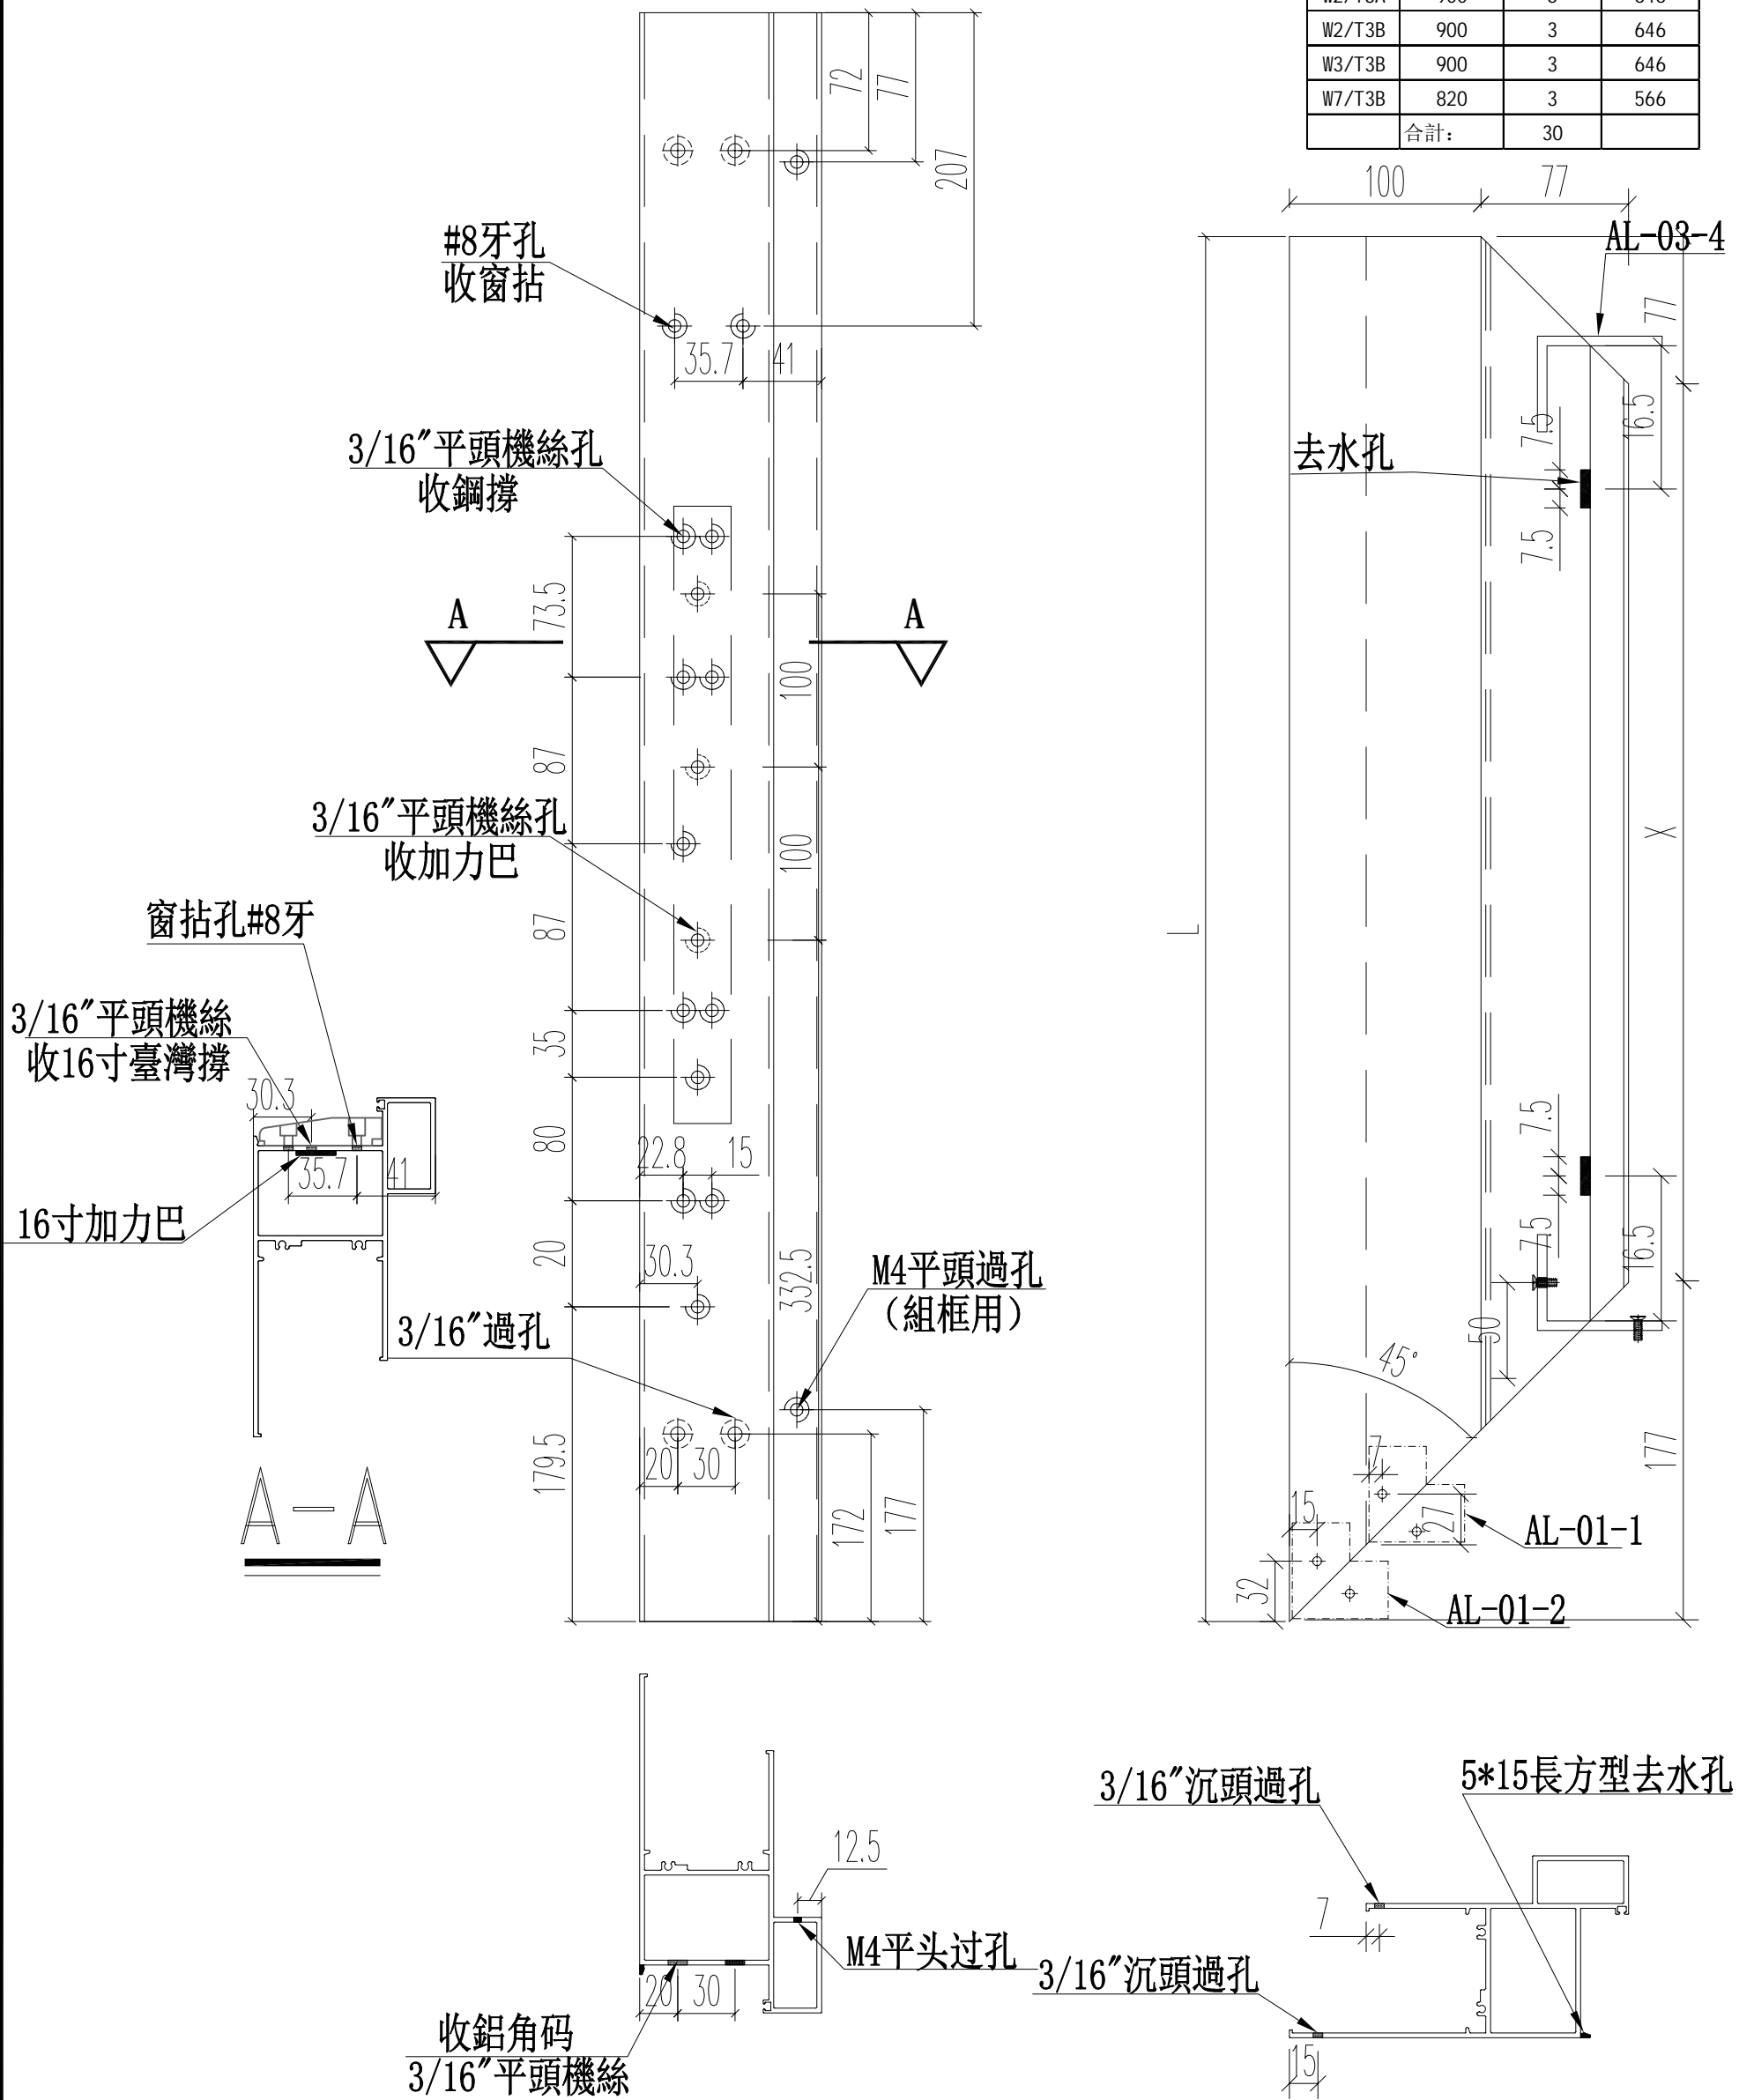 W2/T3B 900 3 646
W3/T3B 900 3 646
W7/T3B 820 3 566
合計: 30
72
77
207
100
77
AL-03-4
#8牙孔
收窗拈
35.7
41
77
3/16"平頭機絲孔
收鋼撐
去水孔
7.5
16.5
7.5
73.5
A
A
100
87
3/16"平頭機絲孔
收加力巴
100
X
窗拈孔#8牙
87
L
3/16"平頭機絲
收16寸臺灣撐
35
30.3
35.7
41
80
22.8
15
7.5
16寸加力巴
20
30.3
332.5
M4平頭過孔
(組框用)
7.5
16.5
3/16"過孔
50
45°
179.5
20
30
172
177
177
A-A
7
15
27
AL-01-1
32
AL-01-2
3/16"沉頭過孔
5*15長方型去水孔
12.5
7
M4平头过孔
3/16"沉頭過孔
20
30
收鋁角码
3/16"平頭機絲
15